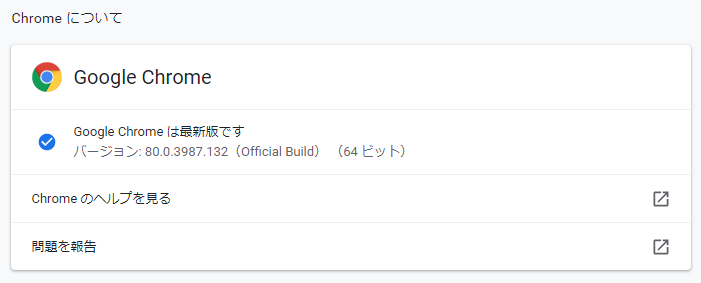 Chrome について
Google Chrome
Google Chrome は最新版です
バージョン: 80.0.3987.132（Official Build） （64 ビット）
Chrome のヘルプを見る
問題を報告